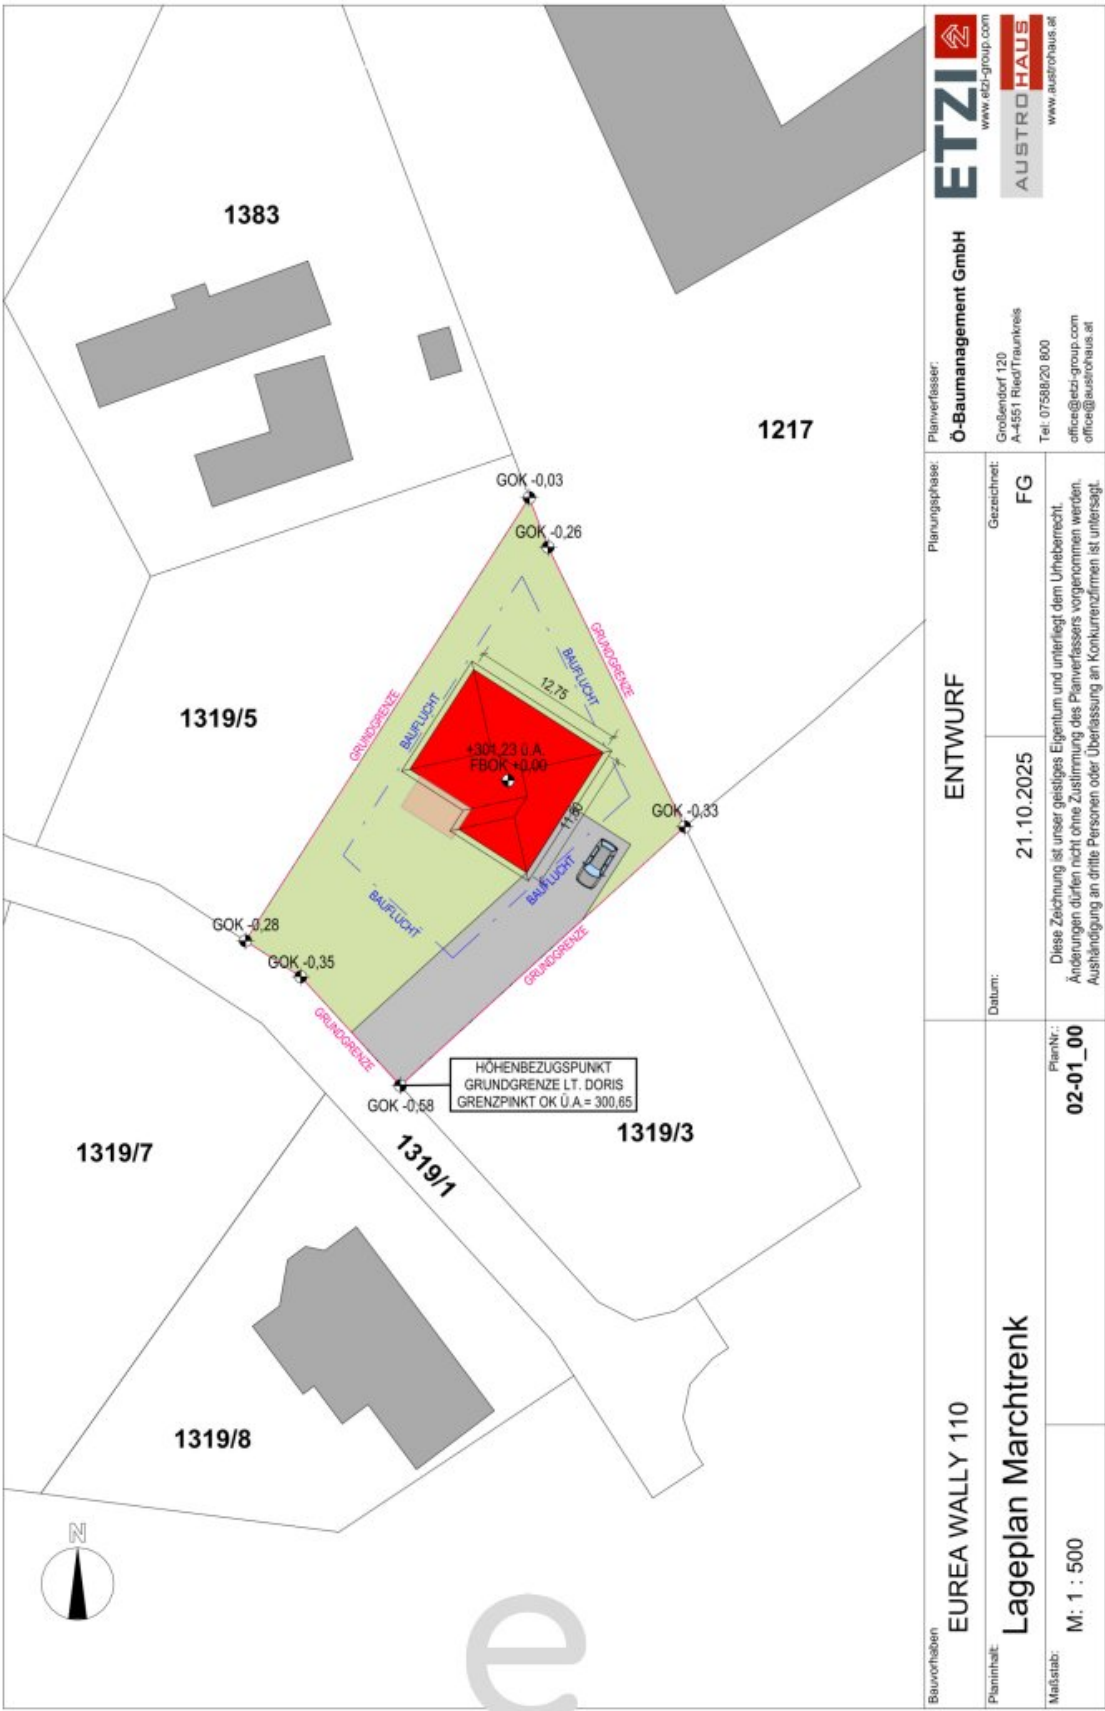 1383
1217
GOK -0,03
GOK -0,26
GRUNDGRENZE
BAUFLUCHT
12,75
1319/5
GRUNDGRENZE
BAUFLUCHT
+301,23 ü.A.
FBOK +0,00
11,80
GOK -0,33
BAUFLUCHT
BAUFLUCHT
GOK -0,28
GOK -0,35
GRUNDGRENZE
GRUNDGRENZE
HÖHENBEZUGSPUNKT
GRUNDGRENZE LT. DORIS
GRENZPINKT OK Ü.A.= 300,65
GOK -0,58
1319/3
1319/7
1319/1
1319/8
N
e
Bauvorhaben
EUREA WALLY 110
Planinhalt:
Lageplan Marchtrenk
Maßstab:
M: 1 : 500
PlanNr.:
02-01_00
Planungsphase:
ENTWURF
Datum:
21.10.2025
Gezeichnet:
FG
Diese Zeichnung ist unser geistiges Eigentum und unterliegt dem Urheberrecht.
Änderungen dürfen nicht ohne Zustimmung des Planverfassers vorgenommen werden.
Aushändigung an dritte Personen oder Überlassung an Konkurrenzfirmen ist untersagt.
Planverfasser:
Ö-Baumanagement GmbH
Großendorf 120
A-4551 Ried/Traunkreis
Tel: 07588/20 800
office@etzi-group.com
office@austrohaus.at
ETZI
www.etzi-group.com
AUSTROHAUS
www.austrohaus.at